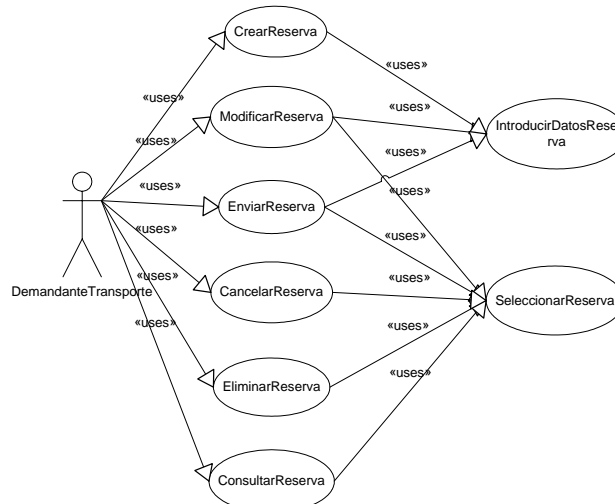 CrearReserva
«uses»
«uses»
ModificarReserva
«uses»
«uses»
IntroducirDatosRese
rva
«uses»
«uses»
«uses»
EnviarReserva
DemandanteTransporte
«uses»
«uses»
«uses»
CancelarReserva
«uses»
SeleccionarReserva
«uses»
«uses»
«uses»
«uses»
EliminarReserva
ConsultarReserva